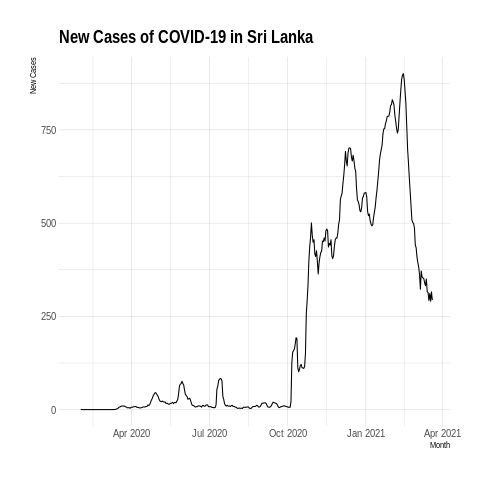 New Cases of COVID-19 in Sri Lanka
New Cases
750
500
250
0
Apr 2020 Jul 2020 Oct 2020 Jan 2021 Apr 2021
Month